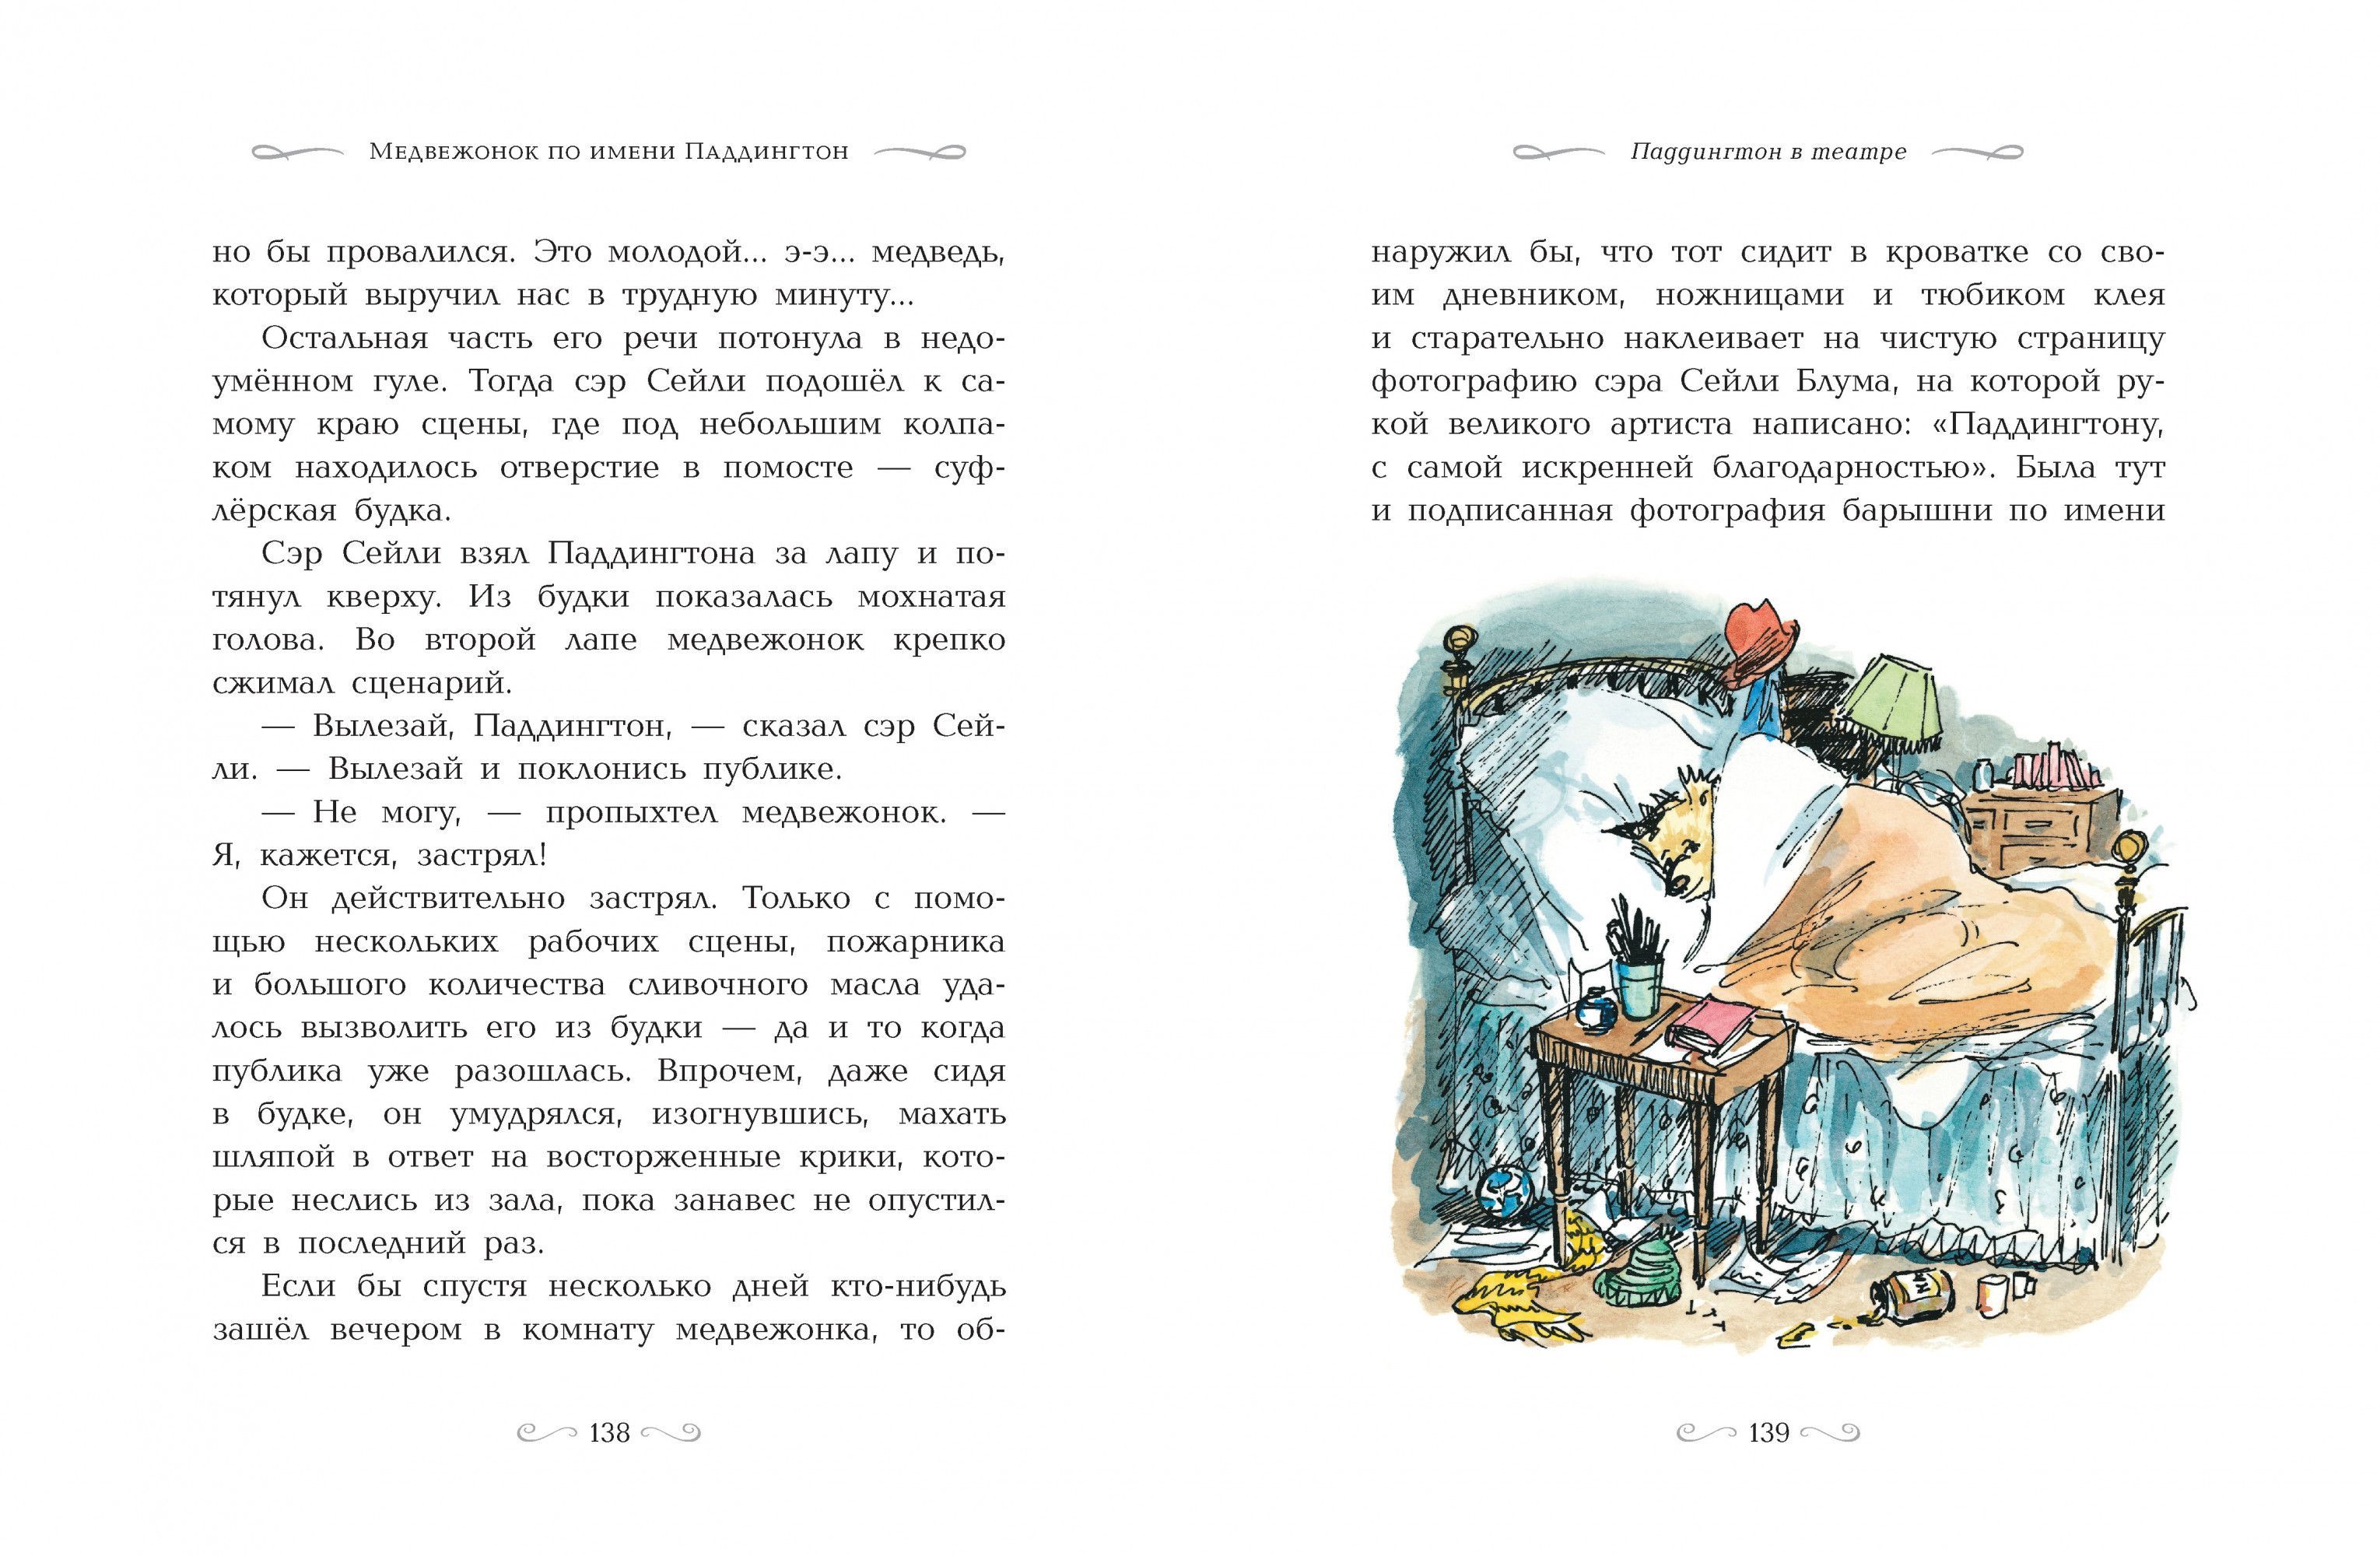 Медвежонок по имени Паддингтон
но бы провалился. Это молодой... э-э... медведь,
который выручил нас в трудную минуту...
Остальная часть его речи потонула в недо-
умённом гуле. Тогда сэр Сейли подошёл к са-
мому краю сцены, где под небольшим колпа-
ком находилось отверстие в помосте — суф-
лёрская будка.
Сэр Сейли взял Паддингтона за лапу и по-
тянул кверху. Из будки показалась мохнатая
голова. Во второй лапе медвежонок крепко
сжимал сценарий.
— Вылезай, Паддингтон, — сказал сэр Сей-
ли. — Вылезай и поклонись публике.
— Не могу, — пропыхтел медвежонок. —
Я, кажется, застрял!
Он действительно застрял. Только с помо-
щью нескольких рабочих сцены, пожарника
и большого количества сливочного масла уда-
лось вызволить его из будки — да и то когда
публика уже разошлась. Впрочем, даже сидя
в будке, он умудрялся, изогнувшись, махать
шляпой в ответ на восторженные крики, кото-
рые неслись из зала, пока занавес не опустил-
ся в последний раз.
Если бы спустя несколько дней кто-нибудь
зашёл вечером в комнату медвежонка, то об-
138
Паддингтон в театре
наружил бы, что тот сидит в кроватке со сво-
им дневником, ножницами и тюбиком клея
и старательно наклеивает на чистую страницу
фотографию сэра Сейли Блума, на которой ру-
кой великого артиста написано: «Паддингтону,
с самой искренней благодарностью». Была тут
и подписанная фотография барышни по имени
139